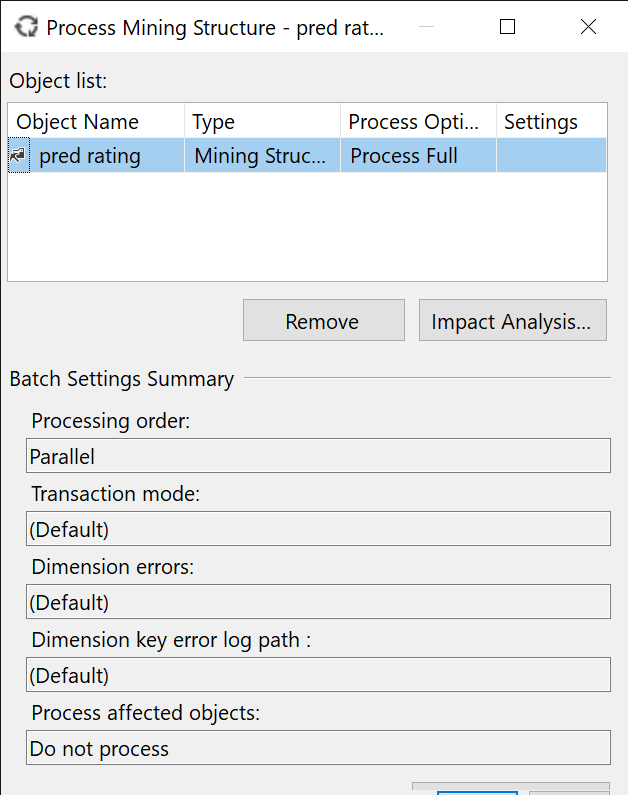 Process Mining Structure - pred rat...
Object list:
Object Name Type Process Opti... Settings
pred rating Mining Struc... Process Full
Remove Impact Analysis...
Batch Settings Summary
Processing order:
Parallel
Transaction mode:
(Default)
Dimension errors:
(Default)
Dimension key error log path :
(Default)
Process affected objects:
Do not process